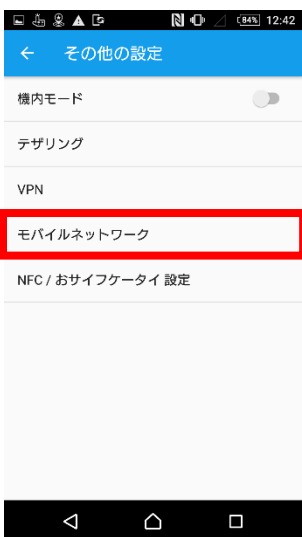 84% 12:42
その他の設定
機内モード
テザリング
VPN
モバイルネットワーク
NFC / おサイフケータイ 設定